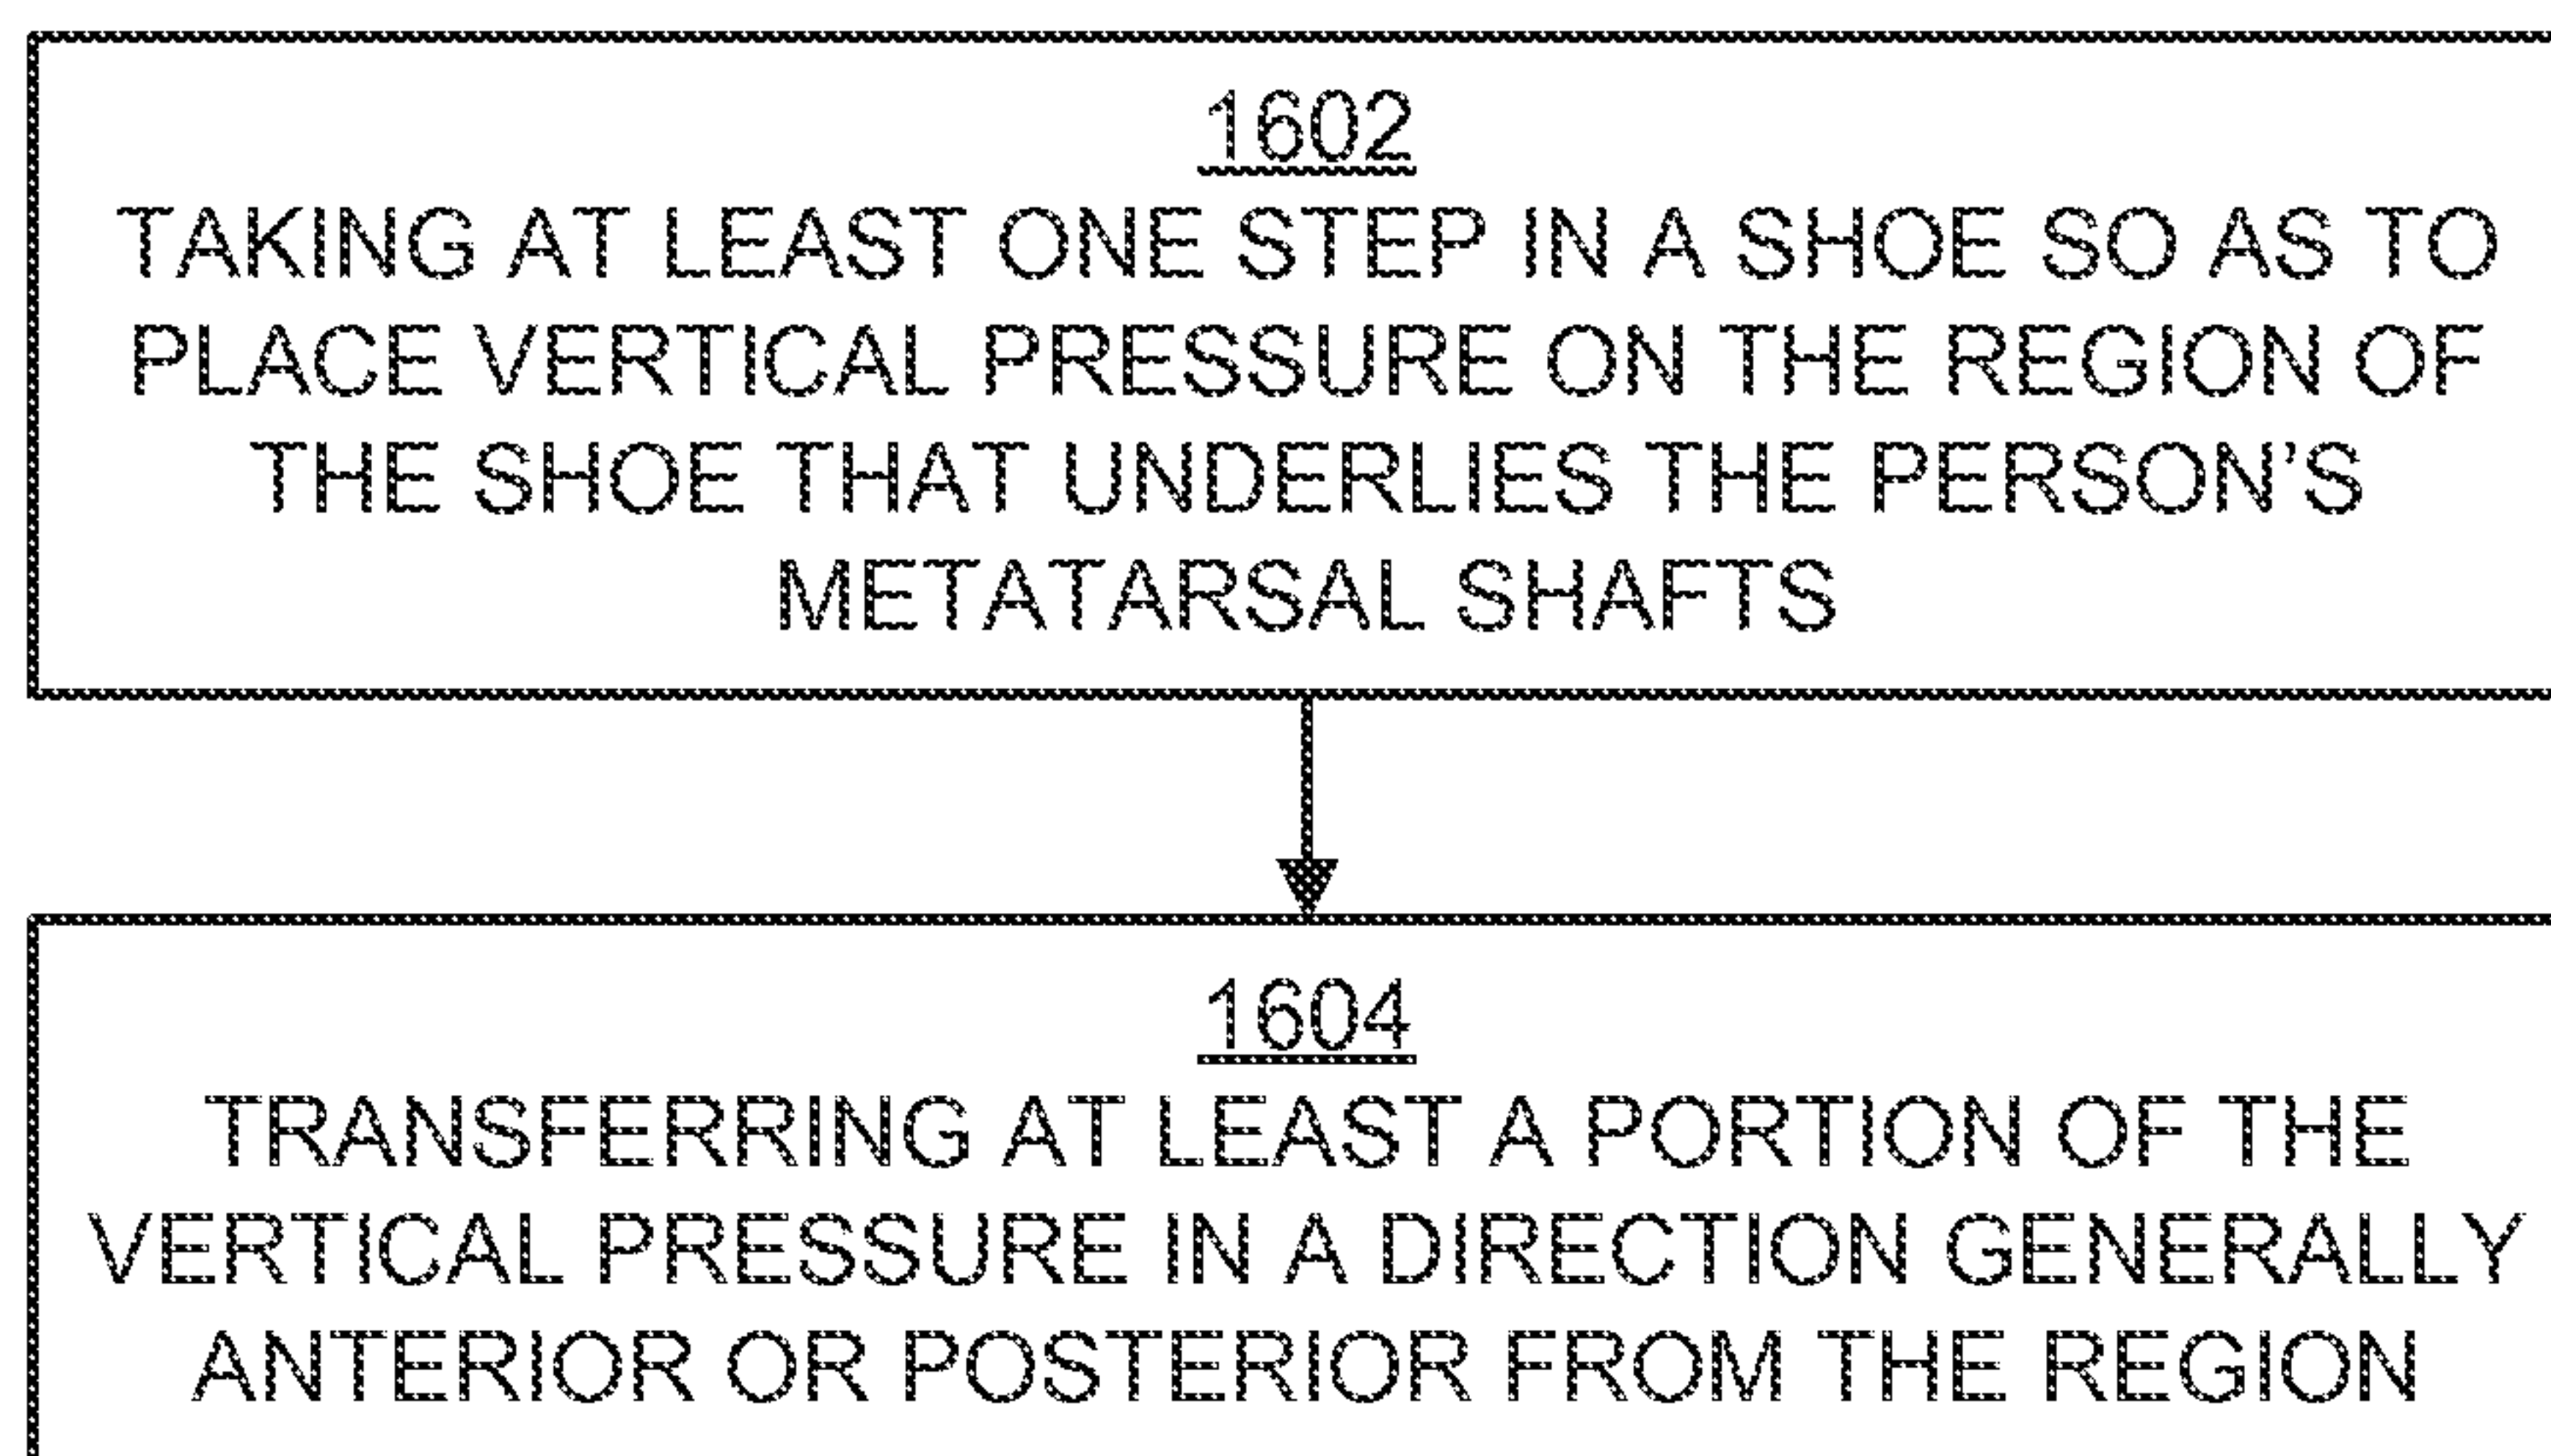 1602
TAKING AT LEAST ONE STEP IN A SHOE SO AS TO
PLACE VERTICAL PRESSURE ON THE REGION OF
THE SHOE THAT UNDERLIES THE PERSON’S
METATARSAL SHAFTS
1604
TRANSFERRING AT LEAST A PORTION OF THE
VERTICAL PRESSURE IN A DIRECTION GENERALLY
ANTERIOR OR POSTERIOR FROM THE REGION